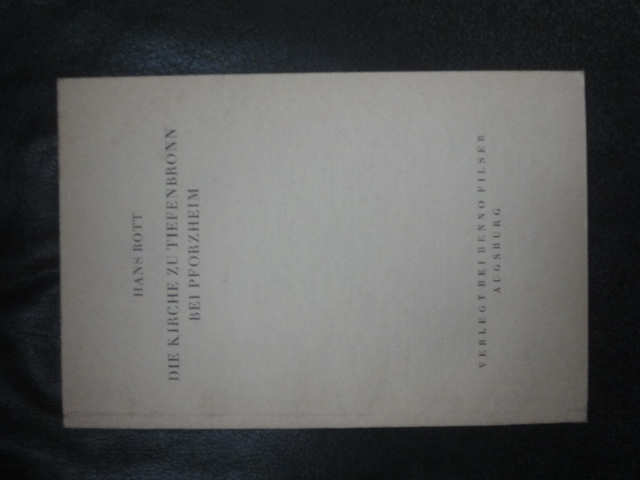 HANS ROTT
DIE KIRCHE ZU TIEFENBRONN
BEI PFORZHEIM
VERLEGT BEI BENNO FILSER
AUGSBURG